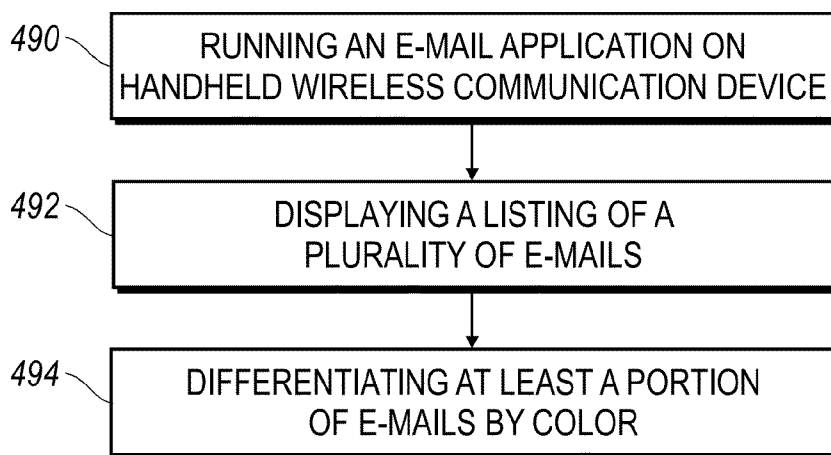 490
RUNNING AN E-MAIL APPLICATION ON
HANDHELD WIRELESS COMMUNICATION DEVICE
492
DISPLAYING A LISTING OF A
PLURALITY OF E-MAILS
494
DIFFERENTIATING AT LEAST A PORTION
OF E-MAILS BY COLOR